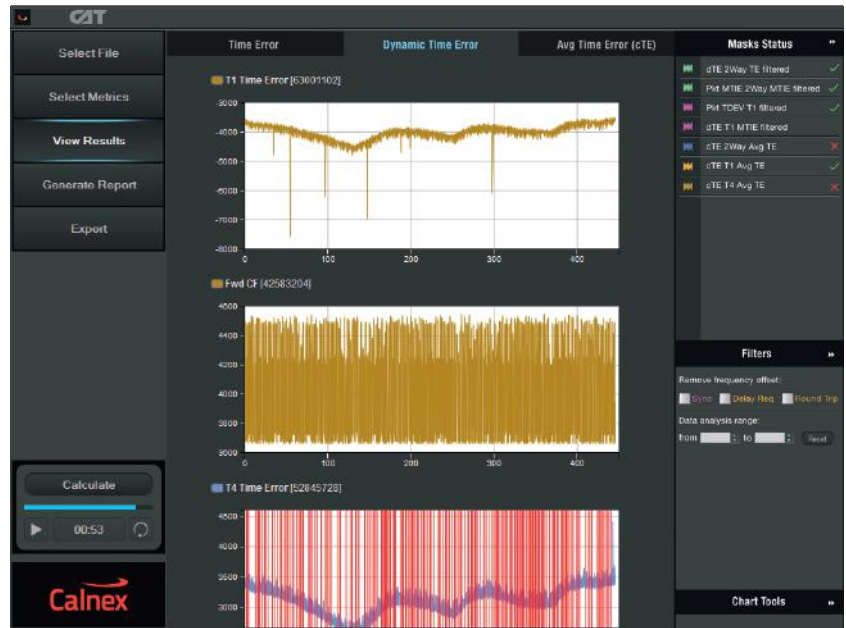 CAT
Select File
Select Metrics
View Results
Generate Report
Export
Calculate
00:53
Calnex
Time Error
Dynamic Time Error
Avg Time Error (cTE)
T1 Time Error [63001102]
-3000
-4000
-5000
-6000
-7000
-8000
0 100 200 300 400
Fwd CF [42583204]
4600
4400
4200
4000
3800
3600
0 100 200 300 400
T4 Time Error [52845728]
4500
4000
3500
3000
Masks Status
dTE 2Way TE filtered
Pkt MTIE 2Way MTIE filtered
Pkt TDEV T1 filtered
dTE T1 MTIE filtered
cTE 2Way Avg TE
cTE T1 Avg TE
cTE T4 Avg TE
Filters
Remove frequency offset:
Sync Delay Req Round Trip
Data analysis range:
from to Reset
Chart Tools